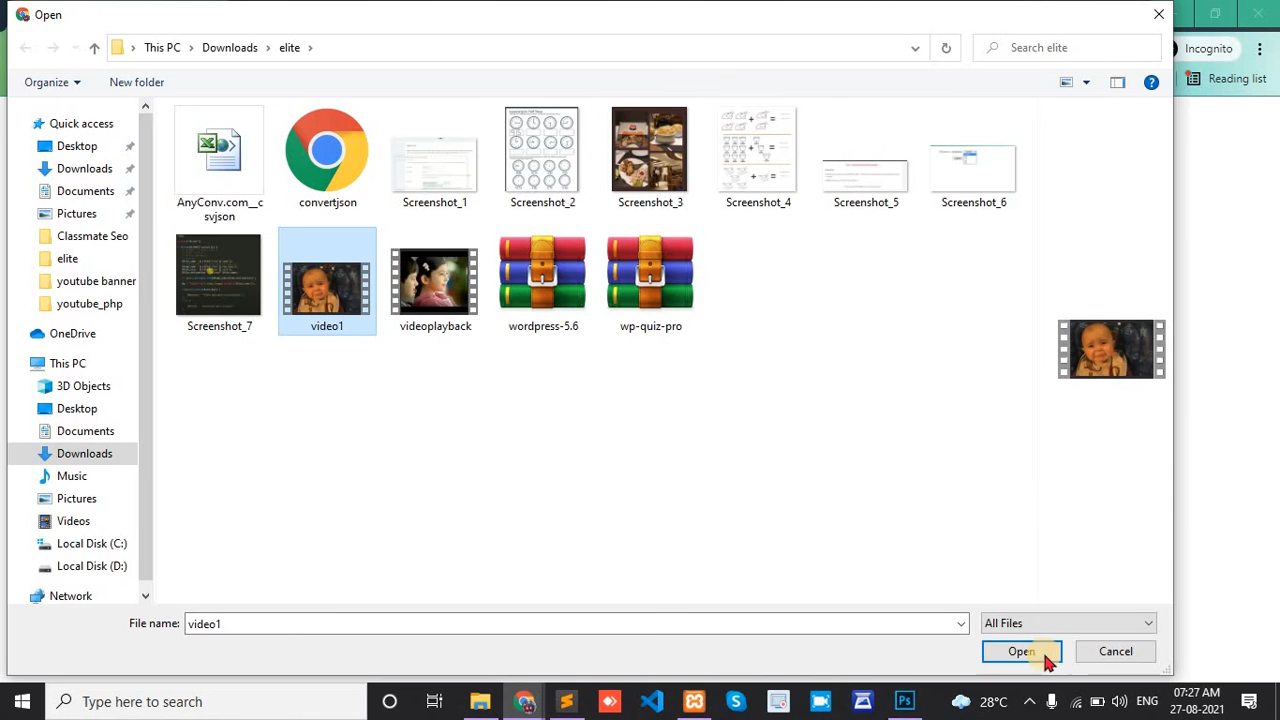 Open
This PC > Downloads > elite >
Search elite
Incognito
Organize
New folder
Reading list
Quick access
Desktop
Downloads
Documents
Pictures
Classmate Seo
elite
youtube banner
youtube_php
OneDrive
This PC
3D Objects
Desktop
Documents
Downloads
Music
Pictures
Videos
Local Disk (C:)
Local Disk (D:)
Network
AnyConv.com__c
svjson
convertjson
Screenshot_1
Screenshot_2
Screenshot_3
Screenshot_4
Screenshot_5
Screenshot_6
Screenshot_7
video1
videoplayback
wordpress-5.6
wp-quiz-pro
File name:
video1
All Files
Open
Cancel
Type here to search
28°C
ENG
07:27 AM
27-08-2021